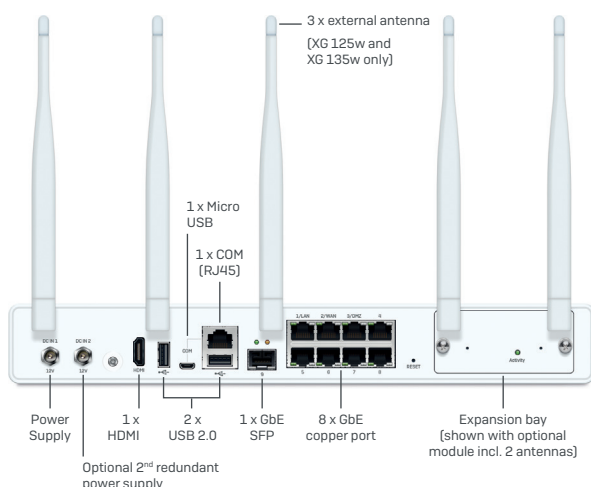 3 x external antenna
(XG 125w and
XG 135w only)
1 x Micro
USB
1 x COM
(RJ45)
DC IN 1
DC IN 2
12V
12V
HDMI
COM
1/LAN
2/WAN
3/DMZ
4
5
6
7
8
RESET
Activity
Power
Supply
1 x
HDMI
2 x
USB 2.0
1 x GbE
SFP
8 x GbE
copper port
Expansion bay
(shown with optional
module incl. 2 antennas)
Optional 2nd redundant
power supply